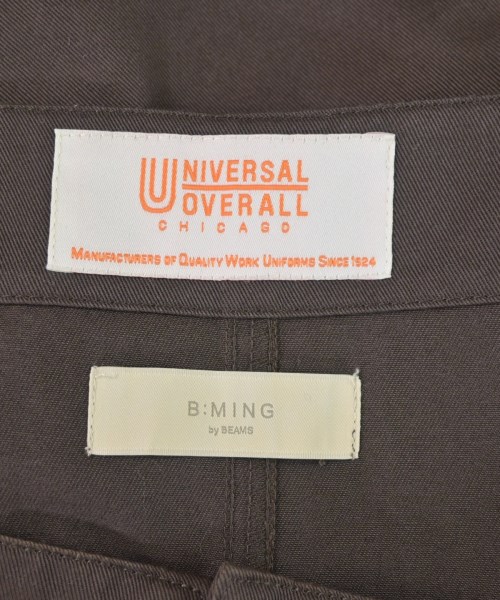 UNIVERSAL
OVERALL
CHICAGO
MANUFACTURERS OF QUALITY WORK UNIFORMS SINCE 1924
B:MING
by BEAMS